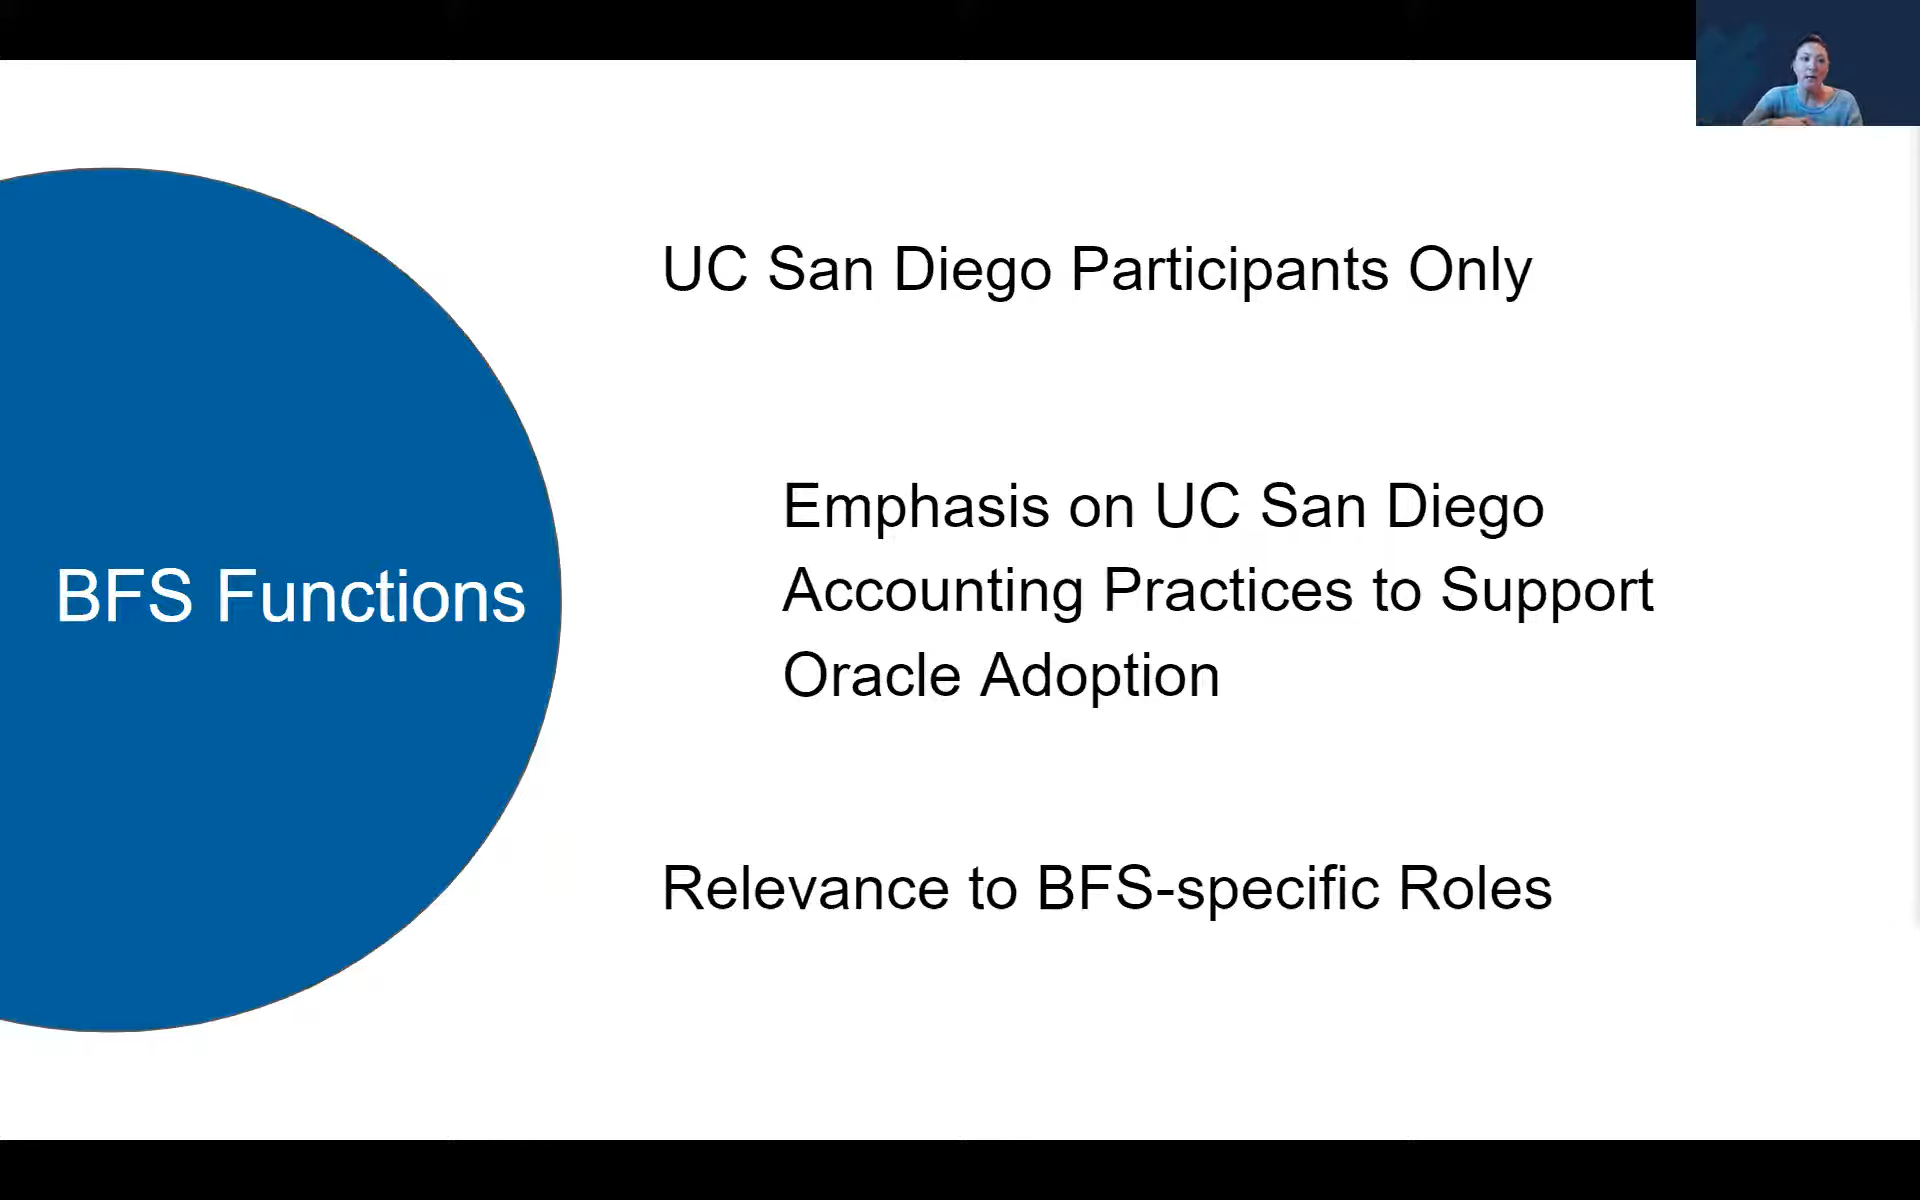 UC San Diego Participants Only
Emphasis on UC San Diego
Accounting Practices to Support
Oracle Adoption
BFS Functions
Relevance to BFS-specific Roles